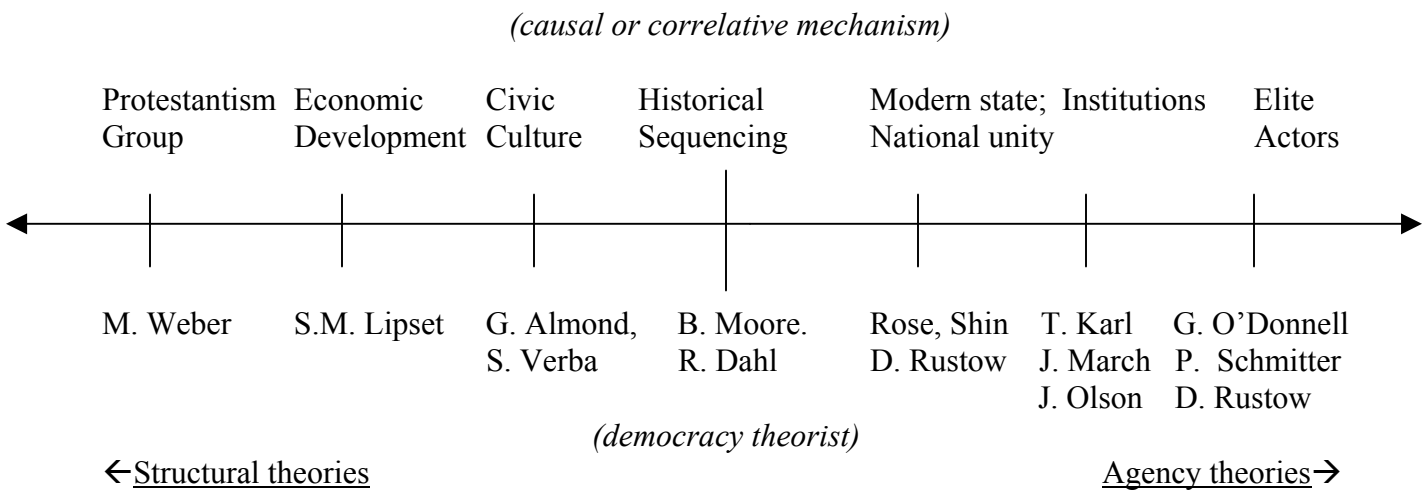 (causal or correlative mechanism)
Protestantism Economic Civic Historical Modern state; Institutions Elite
Group Development Culture Sequencing National unity Actors
M. Weber S.M. Lipset G. Almond, B. Moore. Rose, Shin T. Karl G. O’Donnell
S. Verba R. Dahl D. Rustow J. March P. Schmitter
J. Olson D. Rustow
(democracy theorist)
←Structural theories Agency theories→